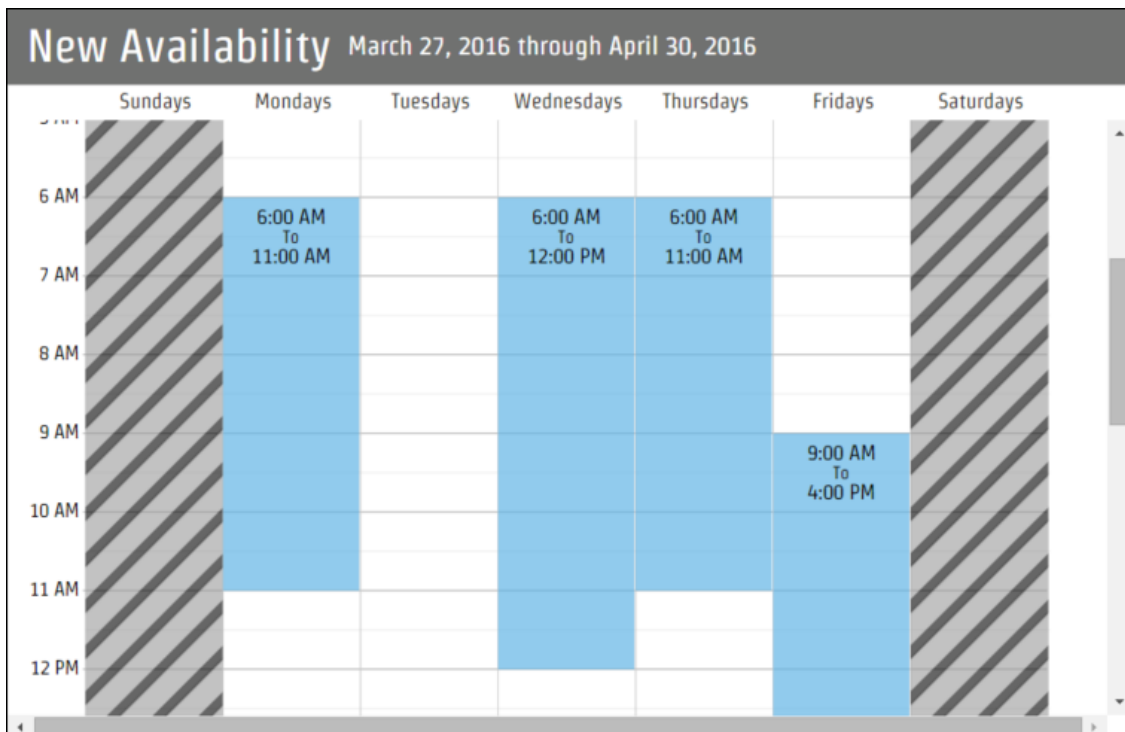 New Availability March 27, 2016 through April 30, 2016
Sundays Mondays Tuesdays Wednesdays Thursdays Fridays Saturdays
6 AM
6:00 AM 6:00 AM 6:00 AM
To To To
11:00 AM 12:00 PM 11:00 AM
7 AM
8 AM
9 AM
9:00 AM
To
4:00 PM
10 AM
11 AM
12 PM